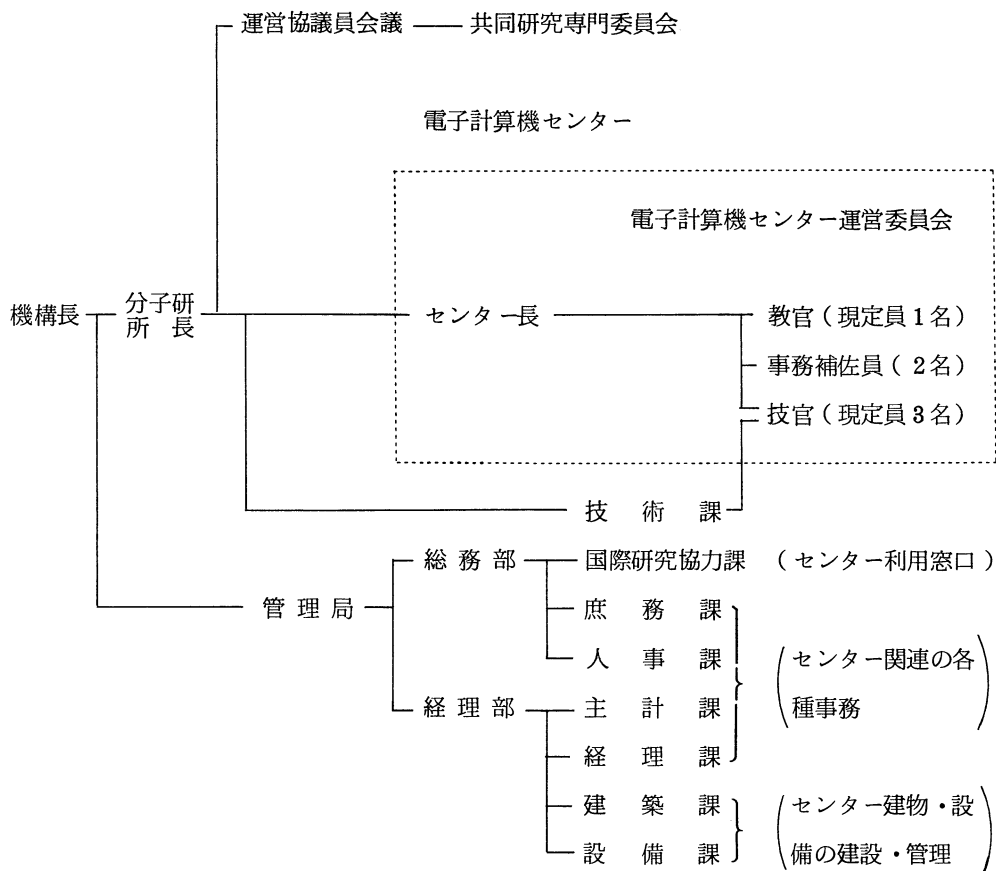 運営協議員会議 共同研究専門委員会
電子計算機センター
電子計算機センター運営委員会
機構長 分子研所長 センター長 教官(現定員1名)
事務補佐員(2名)
技官(現定員3名)
技術課
総務部 国際研究協力課 (センター利用窓口)
管理局 庶務課
人事課 (センター関連の各
経理部 主計課 種事務)
経理課
建築課 (センター建物・設
設備課 備の建設・管理)